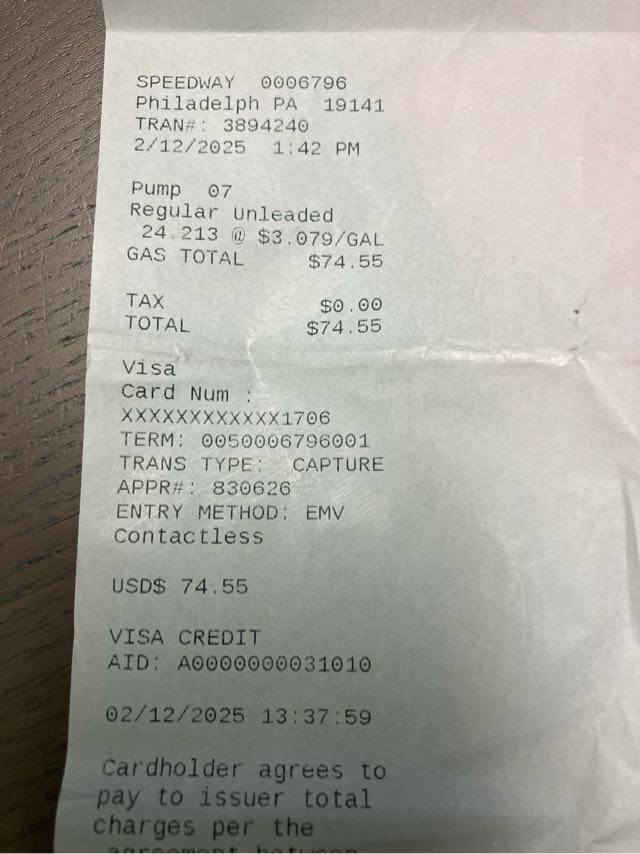 SPEEDWAY 0006796
Philadelph PA 19141
TRAN#: 3894240
2/12/2025 1:42 PM
Pump 07
Regular Unleaded
24.213 @ $3.079/GAL
GAS TOTAL $74.55
TAX $0.00
TOTAL $74.55
Visa
Card Num :
XXXXXXXXXXXX1706
TERM: 0050006796001
TRANS TYPE: CAPTURE
APPR#: 830626
ENTRY METHOD: EMV
Contactless
USD$ 74.55
VISA CREDIT
AID: A0000000031010
02/12/2025 13:37:59
Cardholder agrees to
pay to issuer total
charges per the
agreement between